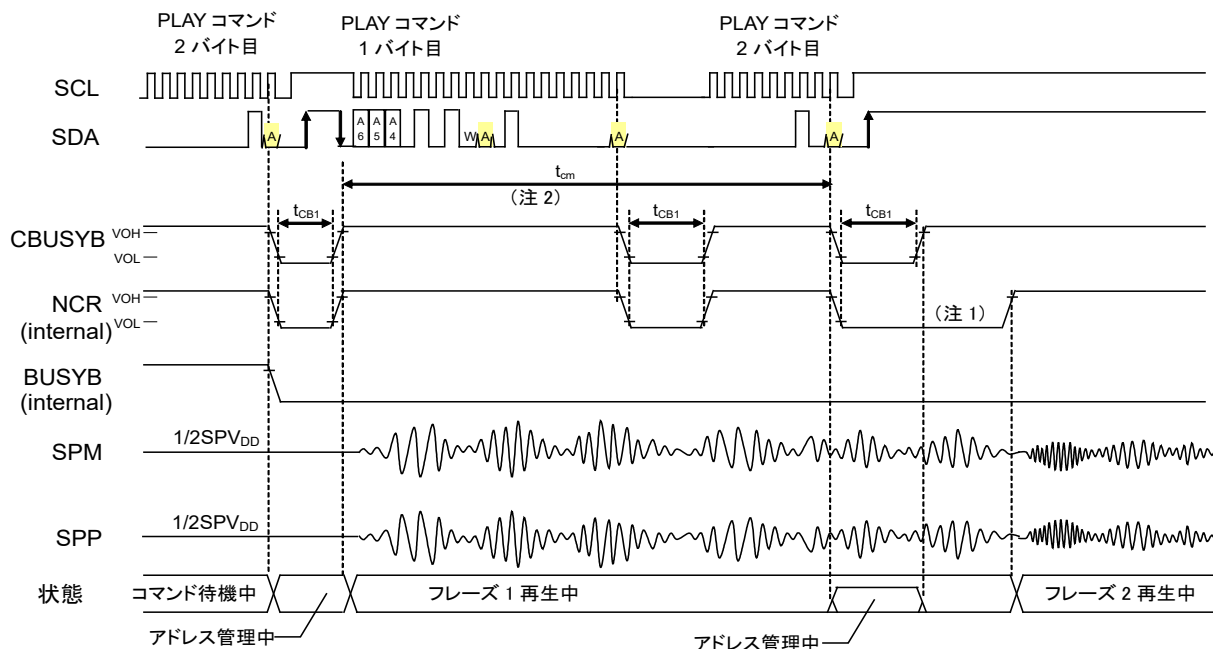 PLAY コマンド
2 バイト目
PLAY コマンド
1 バイト目
PLAY コマンド
2 バイト目
SCL
SDA
A
A6
A5
A4
W
A
A
A
tcm
(注 2)
tCB1
tCB1
tCB1
CBUSYB
VOH
VOL
NCR
(internal)
VOH
VOL
(注 1)
BUSYB
(internal)
SPM
1/2SPVDD
SPP
1/2SPVDD
状態
コマンド待機中
フレーズ 1 再生中
フレーズ 2 再生中
アドレス管理中
アドレス管理中